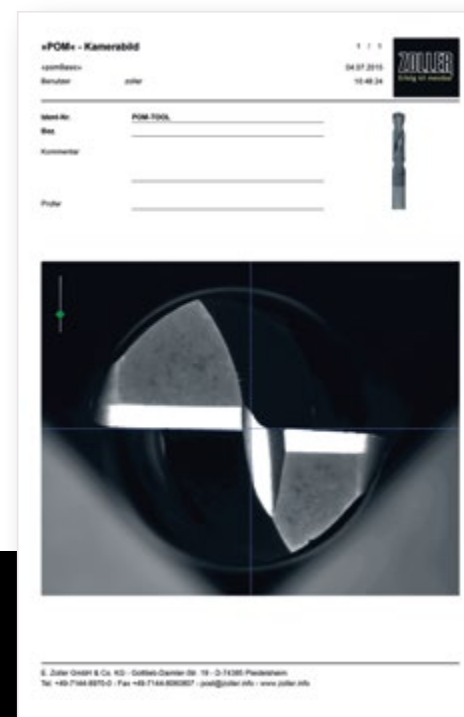 »POM« - Kamerabild 1 / 1
»pomBasic« 04.07.2015
Benutzer zoller 10:48:24
ZOLLER
Erfolg ist messbar
Ident-Nr. POM-TOOL
Bez.
Kommentar
Prüfer
E. Zoller GmbH & Co. KG - Gottlieb-Daimler-Str. 19 - D-74385 Pleidelsheim
Tel: +49-7144-8970-0 - Fax +49-7144-8060807 - post@zoller.info - www.zoller.info